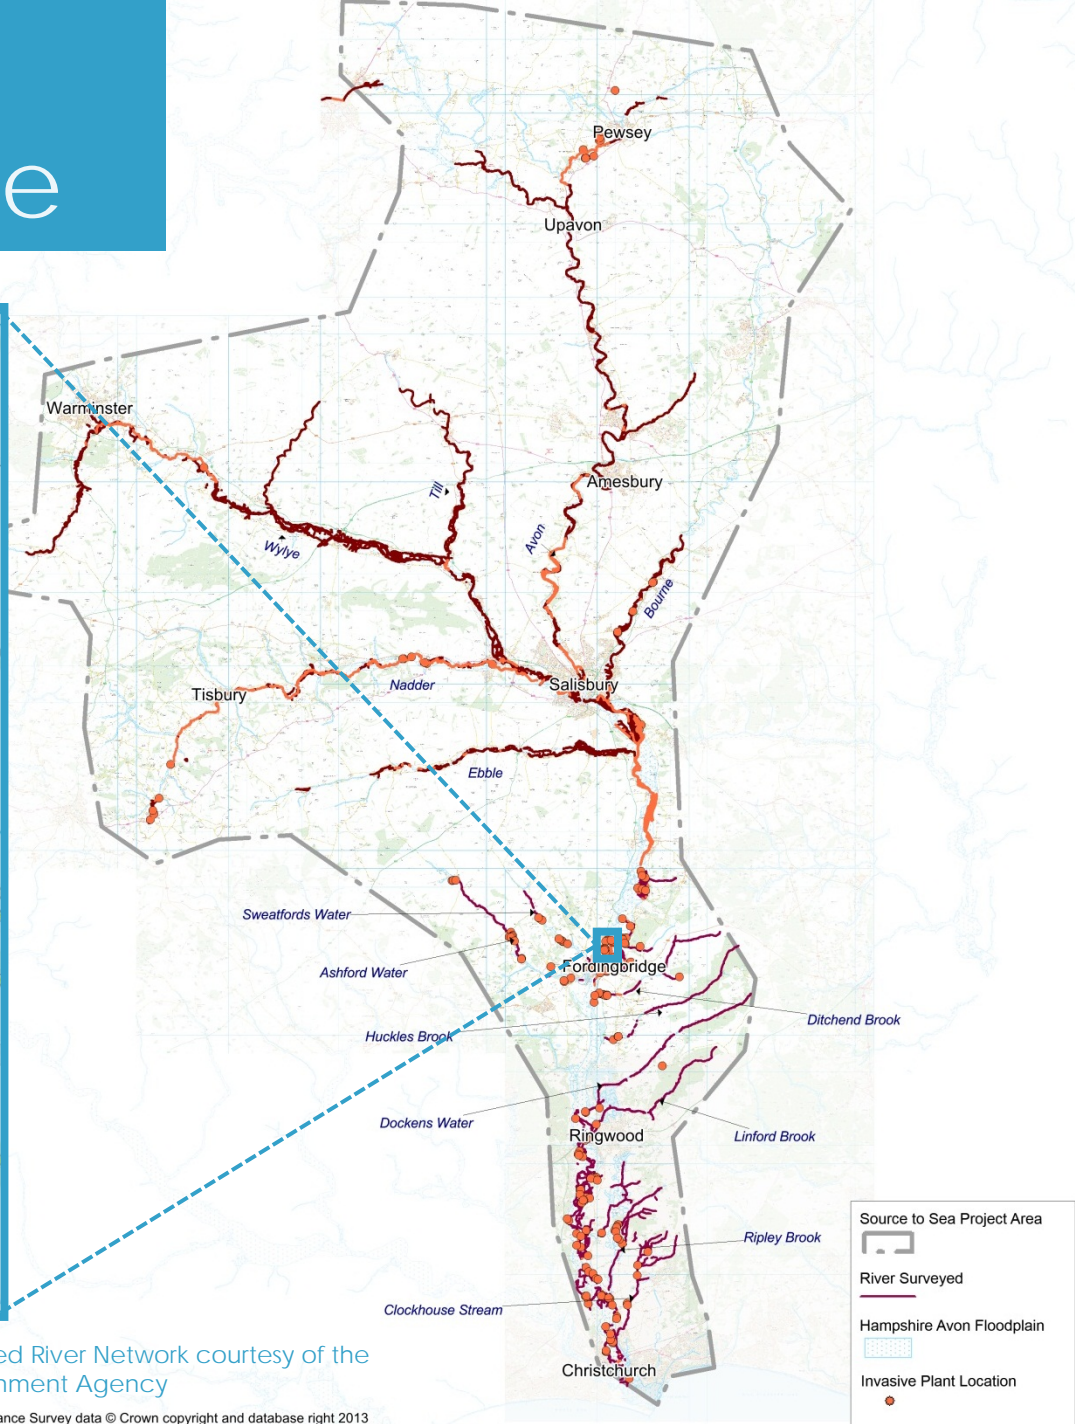 e
Pewsey
Upavon
Warminster
Till
Amesbury
Avon
Wylye
Bourne
Salisbury
Nadder
Tisbury
Ebble
Sweatfords Water
Ashford Water
Fordingbridge
Ditchend Brook
Huckles Brook
Dockens Water
Ringwood
Linford Brook
Ripley Brook
Clockhouse Stream
Christchurch
Source to Sea Project Area
River Surveyed
Hampshire Avon Floodplain
Invasive Plant Location
ed River Network courtesy of the
nment Agency
ance Survey data © Crown copyright and database right 2013